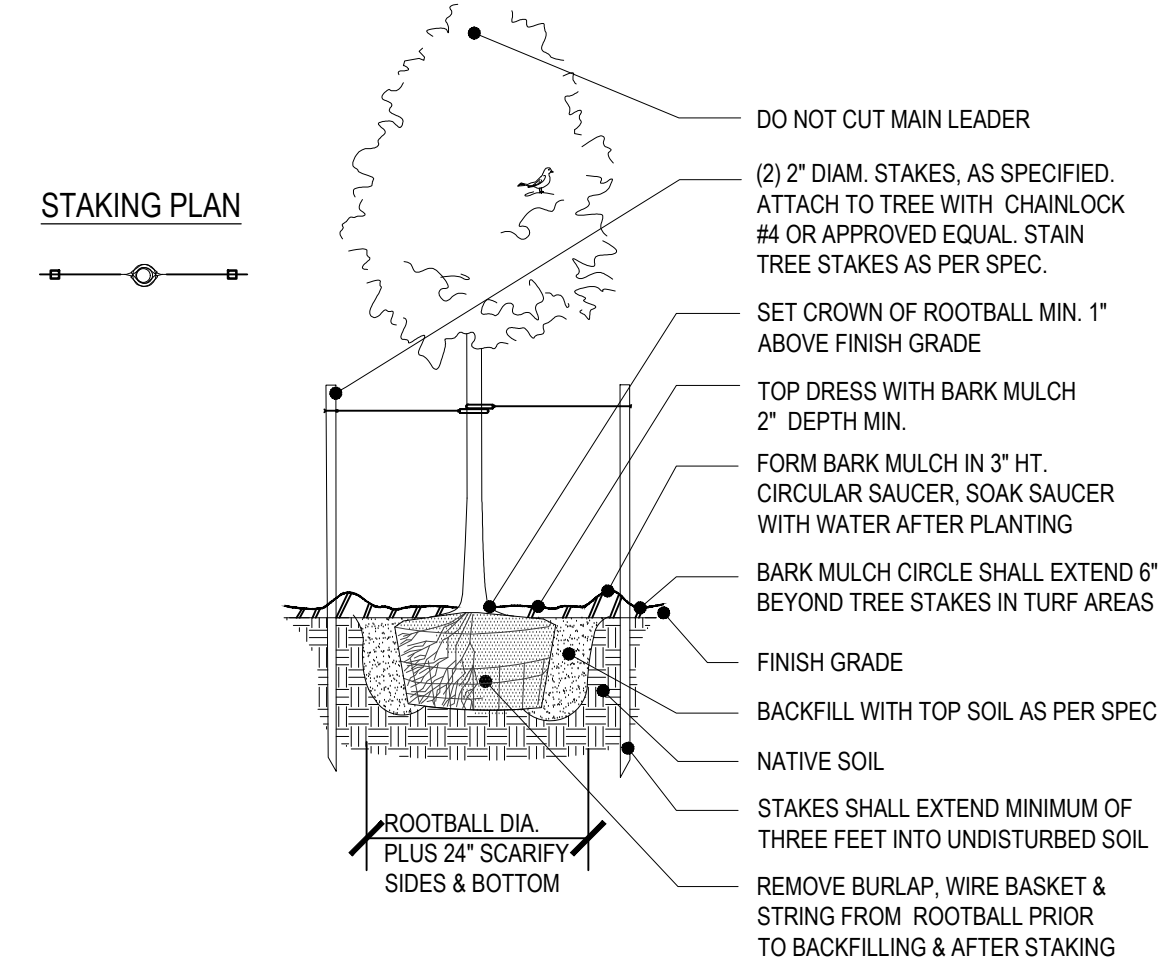 STAKING PLAN
DO NOT CUT MAIN LEADER
(2) 2" DIAM. STAKES, AS SPECIFIED.
ATTACH TO TREE WITH CHAINLOCK
#4 OR APPROVED EQUAL. STAIN
TREE STAKES AS PER SPEC.
SET CROWN OF ROOTBALL MIN. 1"
ABOVE FINISH GRADE
TOP DRESS WITH BARK MULCH
2" DEPTH MIN.
FORM BARK MULCH IN 3" HT.
CIRCULAR SAUCER, SOAK SAUCER
WITH WATER AFTER PLANTING
BARK MULCH CIRCLE SHALL EXTEND 6"
BEYOND TREE STAKES IN TURF AREAS
FINISH GRADE
BACKFILL WITH TOP SOIL AS PER SPEC
NATIVE SOIL
STAKES SHALL EXTEND MINIMUM OF
THREE FEET INTO UNDISTURBED SOIL
REMOVE BURLAP, WIRE BASKET &
STRING FROM ROOTBALL PRIOR
TO BACKFILLING & AFTER STAKING
ROOTBALL DIA.
PLUS 24" SCARIFY
SIDES & BOTTOM